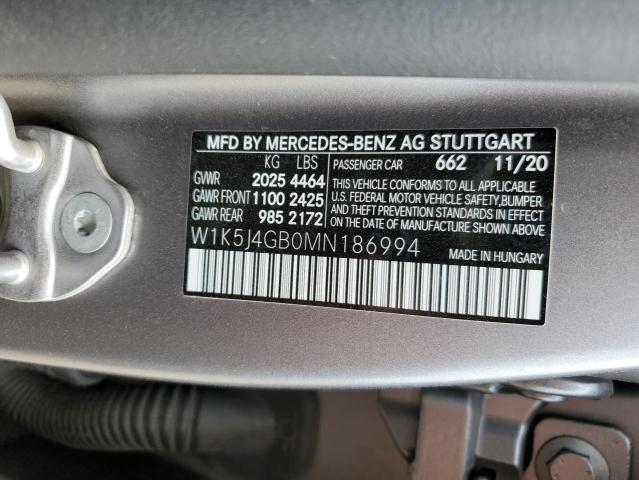 MFD BY MERCEDES-BENZ AG STUTTGART
KG LBS PASSENGER CAR 662 11/20
GVWR 2025 4464
GAWR FRONT 1100 2425
GAWR REAR 985 2172
THIS VEHICLE CONFORMS TO ALL APPLICABLE
U.S. FEDERAL MOTOR VEHICLE SAFETY, BUMPER
AND THEFT PREVENTION STANDARDS IN EFFECT
ON THE DATE OF MANUFACTURE SHOWN ABOVE
W1K5J4GB0MN186994
MADE IN HUNGARY